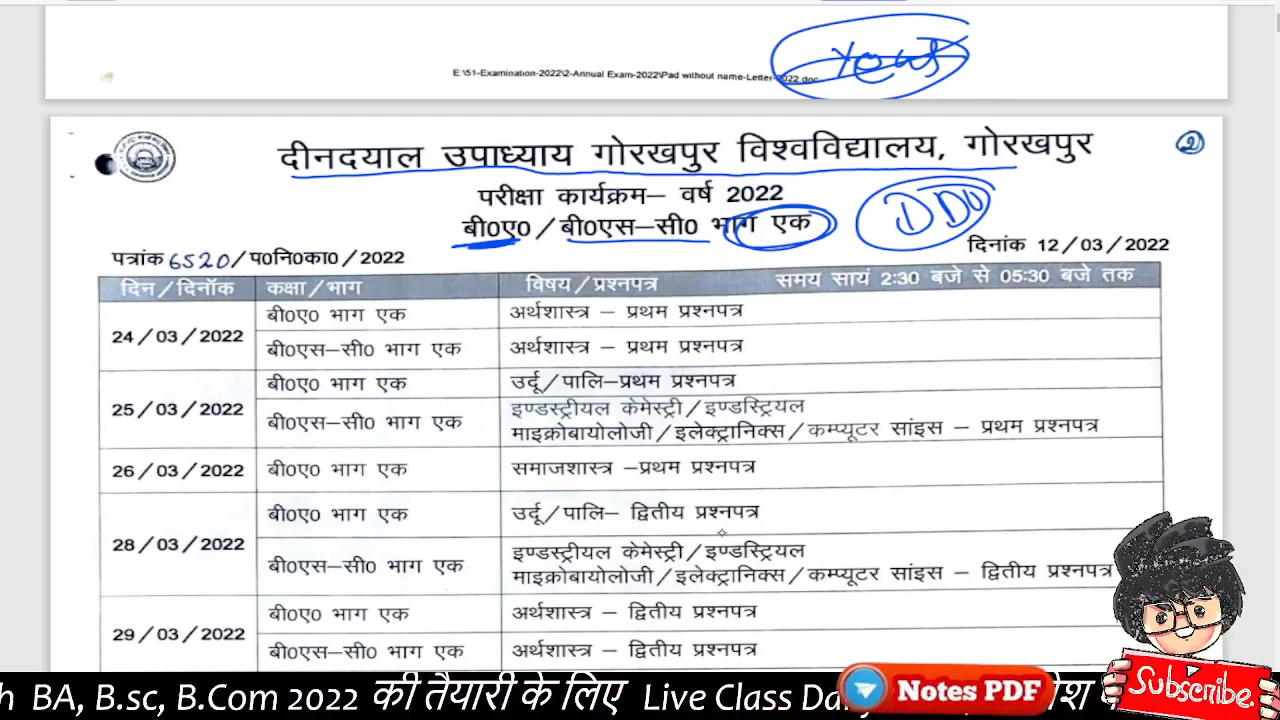 Your
E:\51-Examination-2022\2-Annual Exam-2022\Pad without name-Letter-2022.doc
दीनदयाल उपाध्याय गोरखपुर विश्वविद्यालय, गोरखपुर
2
परीक्षा कार्यक्रम– वर्ष 2022
बी0ए0 / बी0एस–सी0 भाग एक
DDU
पत्रांक 6520/प0नि0का0/2022
दिनांक 12/03/2022
दिन/दिनॉक कक्षा/भाग विषय/प्रश्नपत्र समय सायं 2:30 बजे से 05:30 बजे तक
24/03/2022 बी0ए0 भाग एक अर्थशास्त्र – प्रथम प्रश्नपत्र
बी0एस–सी0 भाग एक अर्थशास्त्र – प्रथम प्रश्नपत्र
25/03/2022 बी0ए0 भाग एक उर्दू/पालि–प्रथम प्रश्नपत्र
बी0एस–सी0 भाग एक इण्डस्ट्रीयल केमेस्ट्री/इण्डस्ट्रियल
माइक्रोबायोलोजी/इलेक्ट्रानिक्स/कम्प्यूटर सांइस – प्रथम प्रश्नपत्र
26/03/2022 बी0ए0 भाग एक समाजशास्त्र –प्रथम प्रश्नपत्र
28/03/2022 बी0ए0 भाग एक उर्दू/पालि– द्वितीय प्रश्नपत्र
बी0एस–सी0 भाग एक इण्डस्ट्रीयल केमेस्ट्री/इण्डस्ट्रियल
माइक्रोबायोलोजी/इलेक्ट्रानिक्स/कम्प्यूटर सांइस – द्वितीय प्रश्नपत्र
29/03/2022 बी0ए0 भाग एक अर्थशास्त्र – द्वितीय प्रश्नपत्र
बी0एस–सी0 भाग एक अर्थशास्त्र – द्वितीय प्रश्नपत्र
h BA, B.sc, B.Com 2022 की तैयारी के लिए Live Class
Notes PDF
Subscribe.